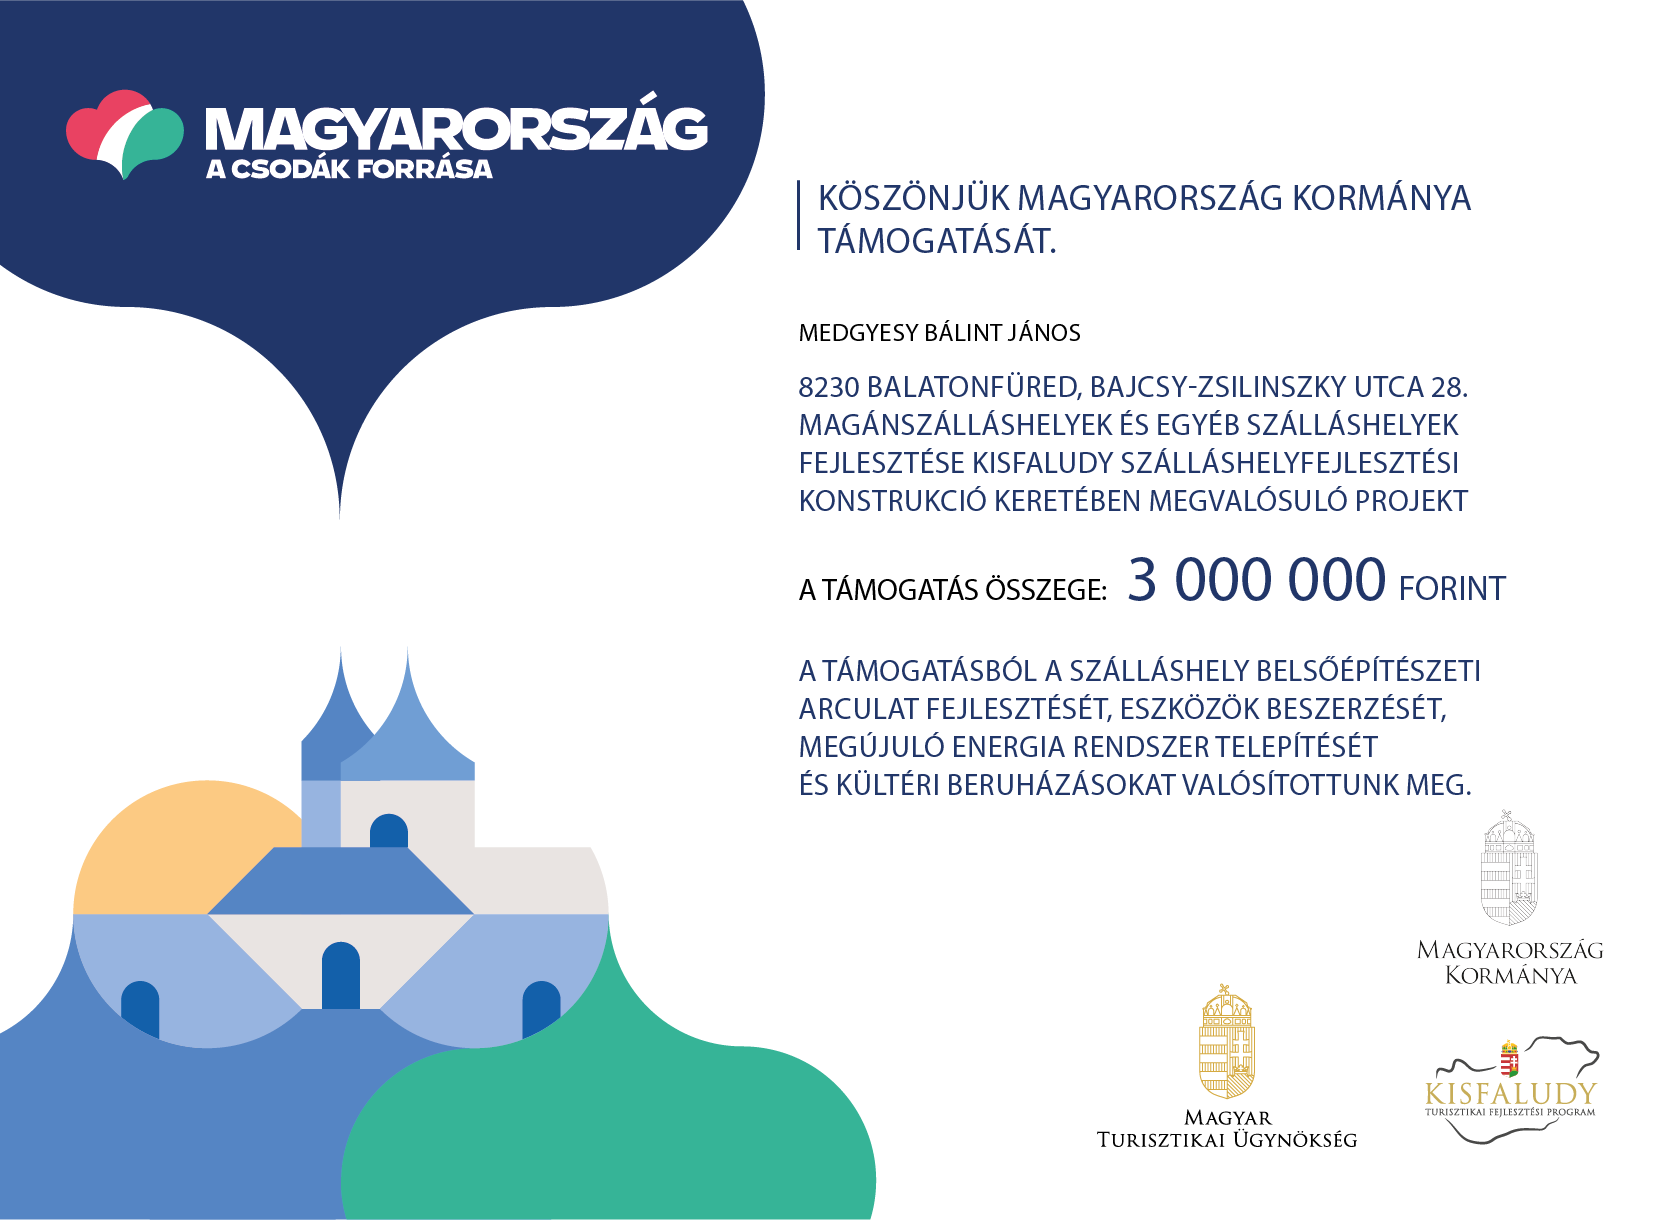 MAGYARORSZÁG
A CSODÁK FORRÁSA
KÖSZÖNJÜK MAGYARORSZÁG KORMÁNYA
TÁMOGATÁSÁT.
MEDGYESY BÁLINT JÁNOS
8230 BALATONFÜRED, BAJCSY-ZSILINSZKY UTCA 28.
MAGÁNSZÁLLÁSHELYEK ÉS EGYÉB SZÁLLÁSHELYEK
FEJLESZTÉSE KISFALUDY SZÁLLÁSHELYFEJLESZTÉSI
KONSTRUKCIÓ KERETÉBEN MEGVALÓSULÓ PROJEKT
A TÁMOGATÁS ÖSSZEGE: 3 000 000 FORINT
A TÁMOGATÁSBÓL A SZÁLLÁSHELY BELSŐÉPÍTÉSZETI
ARCULAT FEJLESZTÉSÉT, ESZKÖZÖK BESZERZÉSÉT,
MEGÚJULÓ ENERGIA RENDSZER TELEPÍTÉSÉT
ÉS KÜLTÉRI BERUHÁZÁSOKAT VALÓSÍTOTTUNK MEG.
MAGYARORSZÁG
KORMÁNYA
MAGYAR
TURISZTIKAI ÜGYNÖKSÉG
KISFALUDY
TURISZTIKAI FEJLESZTÉSI PROGRAM